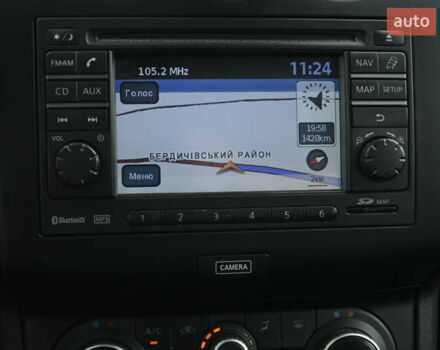 auto
105.2 MHz 11:24
FM·AM
NAV
CD AUX
Голос
MAP SETUP
VOL
19:58
1428km
БЕРДИЧІВСЬКИЙ РАЙОН
Меню
2км
Bluetooth MP3
1 2 3 4 5 6
SD MAP
CAMERA
A/C